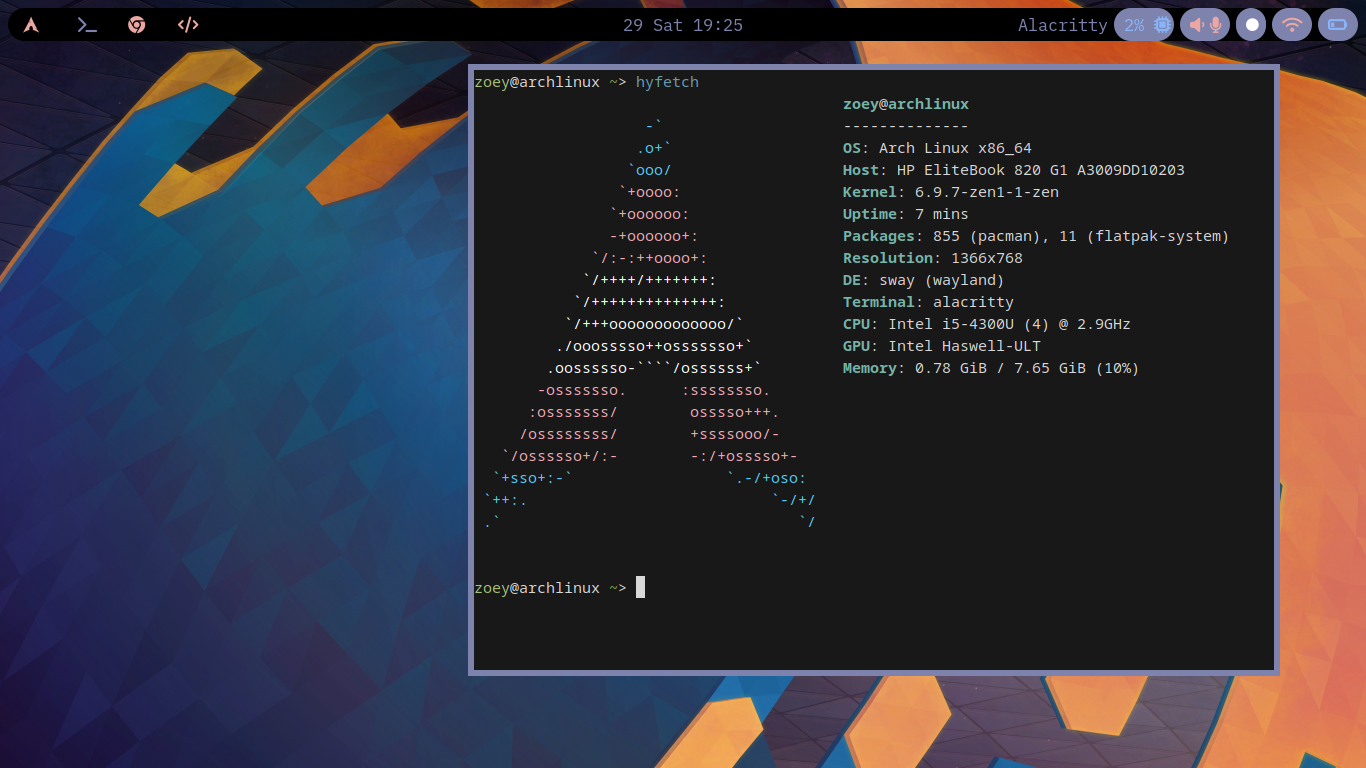 29 Sat 19:25 Alacritty 2%
zoey@archlinux ~> hyfetch
zoey@archlinux
--------------
-`
.o+` OS: Arch Linux x86_64
`ooo/ Host: HP EliteBook 820 G1 A3009DD10203
`+oooo: Kernel: 6.9.7-zen1-1-zen
`+oooooo: Uptime: 7 mins
-+oooooo+: Packages: 855 (pacman), 11 (flatpak-system)
`/:-:++oooo+: Resolution: 1366x768
`/++++/+++++++: DE: sway (wayland)
`/++++++++++++++: Terminal: alacritty
`/+++ooooooooooooo/` CPU: Intel i5-4300U (4) @ 2.9GHz
./ooosssso++osssssso+` GPU: Intel Haswell-ULT
.oossssso-````/ossssss+` Memory: 0.78 GiB / 7.65 GiB (10%)
-osssssso. :ssssssso.
:osssssss/ osssso+++.
/ossssssss/ +ssssooo/-
`/ossssso+/:- -:/+osssso+-
`+sso+:-` `.-/+oso:
`++:. `-/+/
.` `/
zoey@archlinux ~>